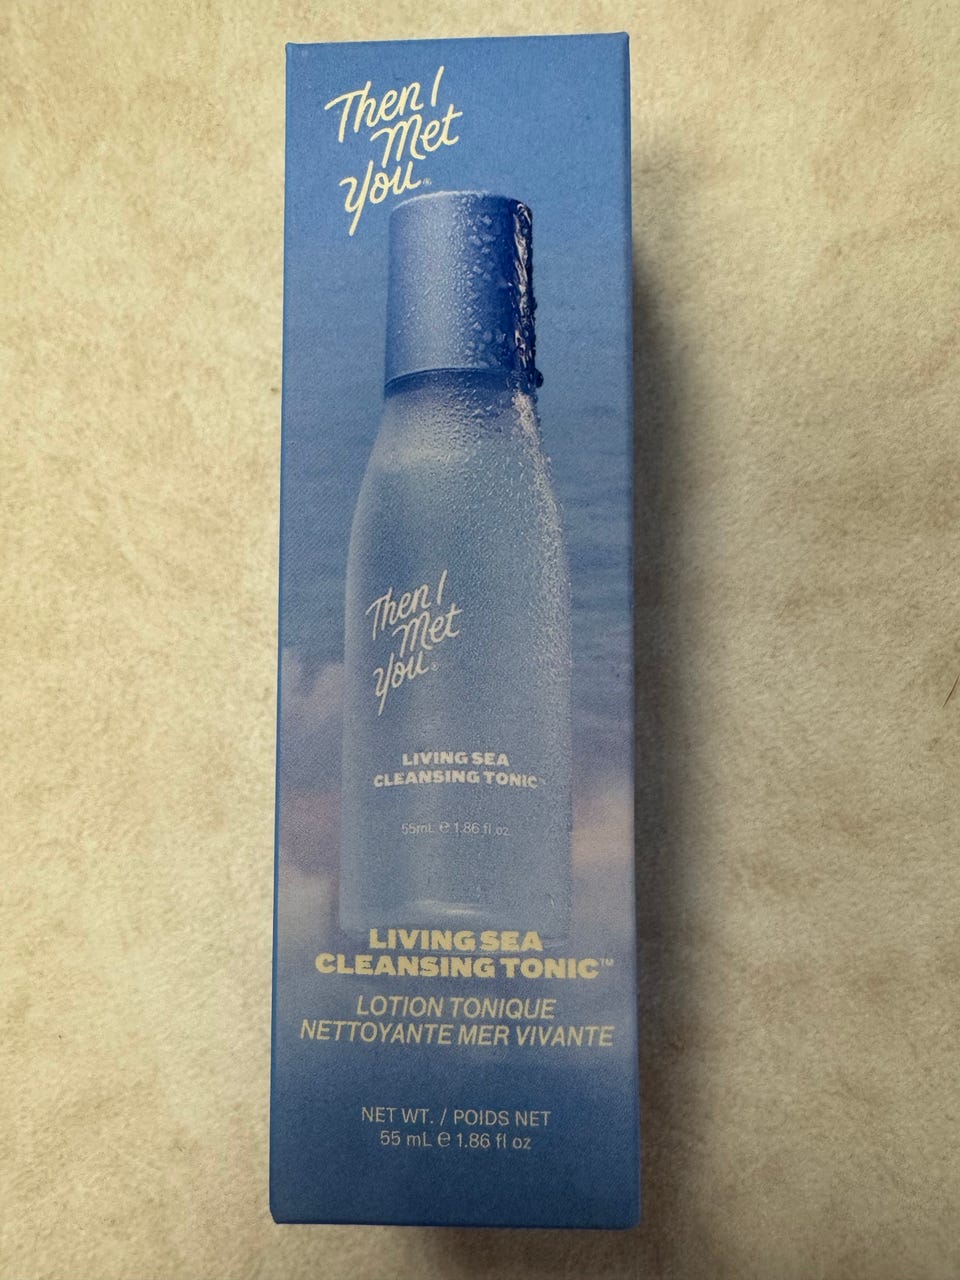 Then I
Met
You®
Then I
Met
You®
LIVING SEA
CLEANSING TONIC™
55mL ℮ 1.86 fl oz
LIVING SEA
CLEANSING TONIC™
LOTION TONIQUE
NETTOYANTE MER VIVANTE
NET WT. / POIDS NET
55 mL ℮ 1.86 fl oz